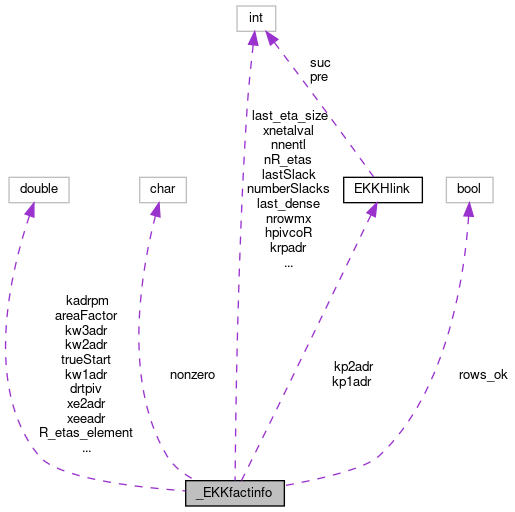 int
suc
pre
last_eta_size
xnetalval
nnentl
nR_etas
lastSlack
numberSlacks
last_dense
nrowmx
hpivcoR
krpadr
...
double
char
EKKHlink
bool
kadrpm
areaFactor
kw3adr
kw2adr
trueStart
kw1adr
drtpiv
xe2adr
xeeadr
R_etas_element
...
nonzero
kp2adr
kp1adr
rows_ok
_EKKfactinfo